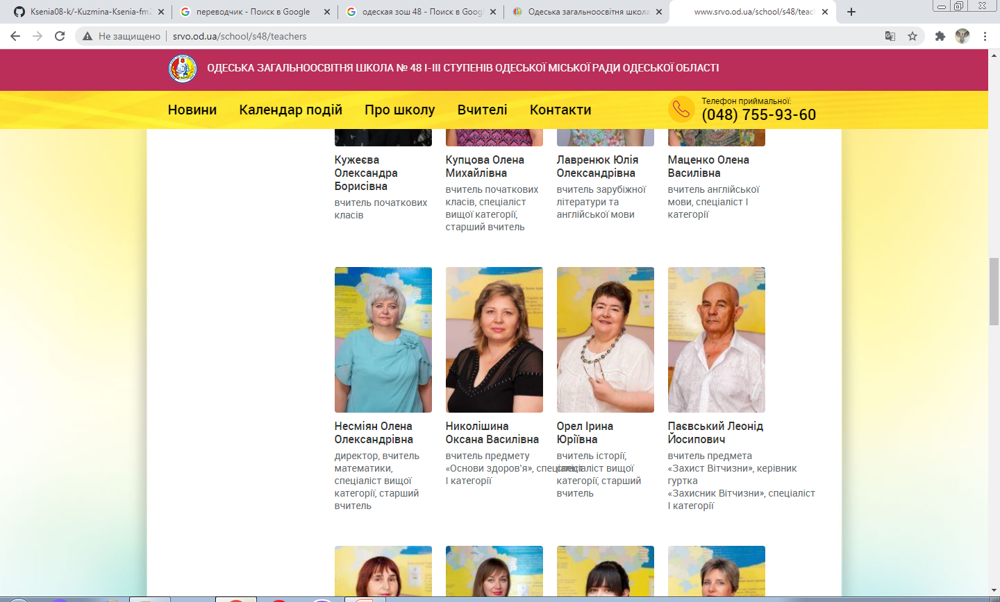 Ksenia08-k/-Kuzmina-Ksenia-fm2
переводчик - Поиск в Google
одеская зош 48 - Поиск в Goog
Одеська загальноосвітня школа
www.srvo.od.ua/school/s48/teach
Не защищено
srvo.od.ua/school/s48/teachers
ОДЕСЬКА ЗАГАЛЬНООСВІТНЯ ШКОЛА № 48 І-ІІІ СТУПЕНІВ ОДЕСЬКОЇ МІСЬКОЇ РАДИ ОДЕСЬКОЇ ОБЛАСТІ
Новини
Календар подій
Про школу
Вчителі
Контакти
Телефон приймальної:
(048) 755-93-60
Кужеєва
Олександра
Борисівна
вчитель початкових
класів
Купцова Олена
Михайлівна
вчитель початкових
класів, спеціаліст
вищої категорії,
старший вчитель
Лавренюк Юлія
Олександрівна
вчитель зарубіжної
літератури та
англійської мови
Маценко Олена
Василівна
вчитель англійської
мови, спеціаліст І
категорії
Несміян Олена
Олександрівна
директор, вчитель
математики,
спеціаліст вищої
категорії, старший
вчитель
Николішина
Оксана Василівна
вчитель предмету
«Основи здоров'я», спеціаліст
І категорії
Орел Ірина
Юріївна
вчитель історії,
спеціаліст вищої
категорії, старший
вчитель
Паєвський Леонід
Йосипович
вчитель предмета
«Захист Вітчизни», керівник
гуртка
«Захисник Вітчизни», спеціаліст
І категорії